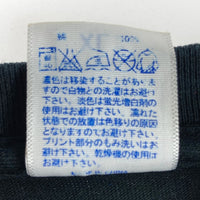 綿 100%
XL
濃色は移染することがありま
すので白物とのお洗濯はお避け
下さい。淡色は蛍光増白剤の
使用はお避け下さい。濡れた
状態での放置は色移りの原因
となりますのでお避け下さい。
プリント部分のもみ洗いはお
避け下さい。乾燥機の使用は
お避け下さい。